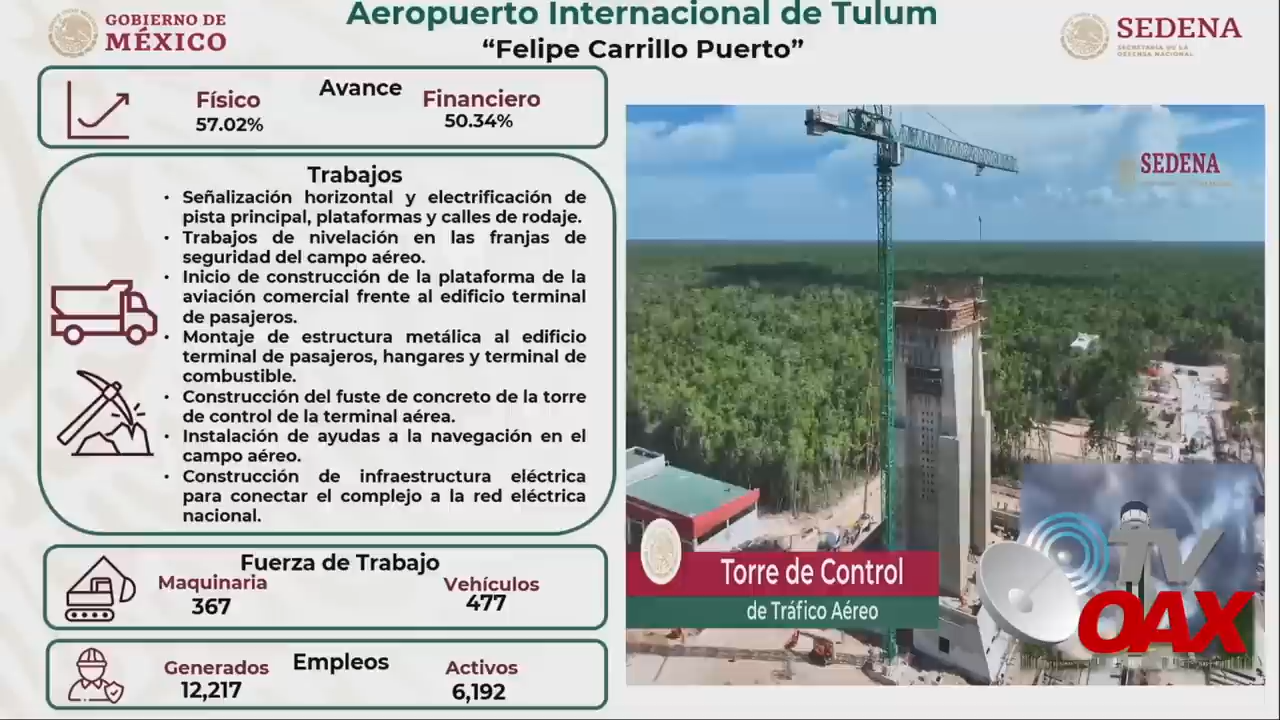 Aeropuerto Internacional de Tulum
“Felipe Carrillo Puerto”
GOBIERNO DE
MÉXICO
SEDENA
SECRETARÍA DE LA
DEFENSA NACIONAL
Avance
Físico
57.02%
Financiero
50.34%
Trabajos
• Señalización horizontal y electrificación de
pista principal, plataformas y calles de rodaje.
• Trabajos de nivelación en las franjas de
seguridad del campo aéreo.
• Inicio de construcción de la plataforma de la
aviación comercial frente al edificio terminal
de pasajeros.
• Montaje de estructura metálica al edificio
terminal de pasajeros, hangares y terminal de
combustible.
• Construcción del fuste de concreto de la torre
de control de la terminal aérea.
• Instalación de ayudas a la navegación en el
campo aéreo.
• Construcción de infraestructura eléctrica
para conectar el complejo a la red eléctrica
nacional.
Fuerza de Trabajo
Maquinaria
367
Vehículos
477
Empleos
Generados
12,217
Activos
6,192
SEDENA
Torre de Control
de Tráfico Aéreo
TV
OAX